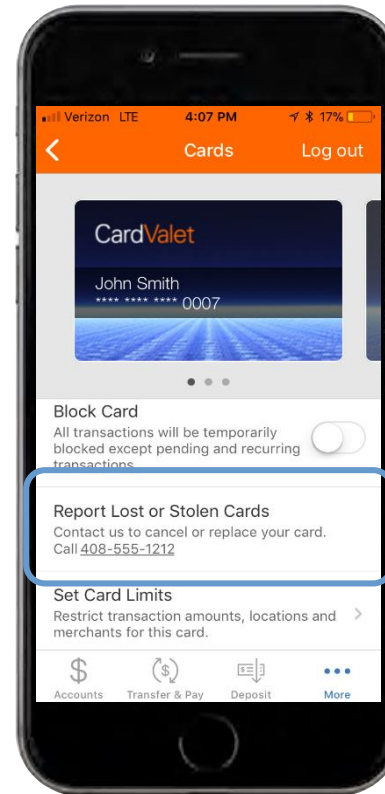 Verizon LTE 4:07 PM 17%
Cards Log out
CardValet
John Smith
**** **** **** 0007
Block Card
All transactions will be temporarily
blocked except pending and recurring
transactions
Report Lost or Stolen Cards
Contact us to cancel or replace your card.
Call 408-555-1212
Set Card Limits
Restrict transaction amounts, locations and
merchants for this card.
Accounts Transfer & Pay Deposit More